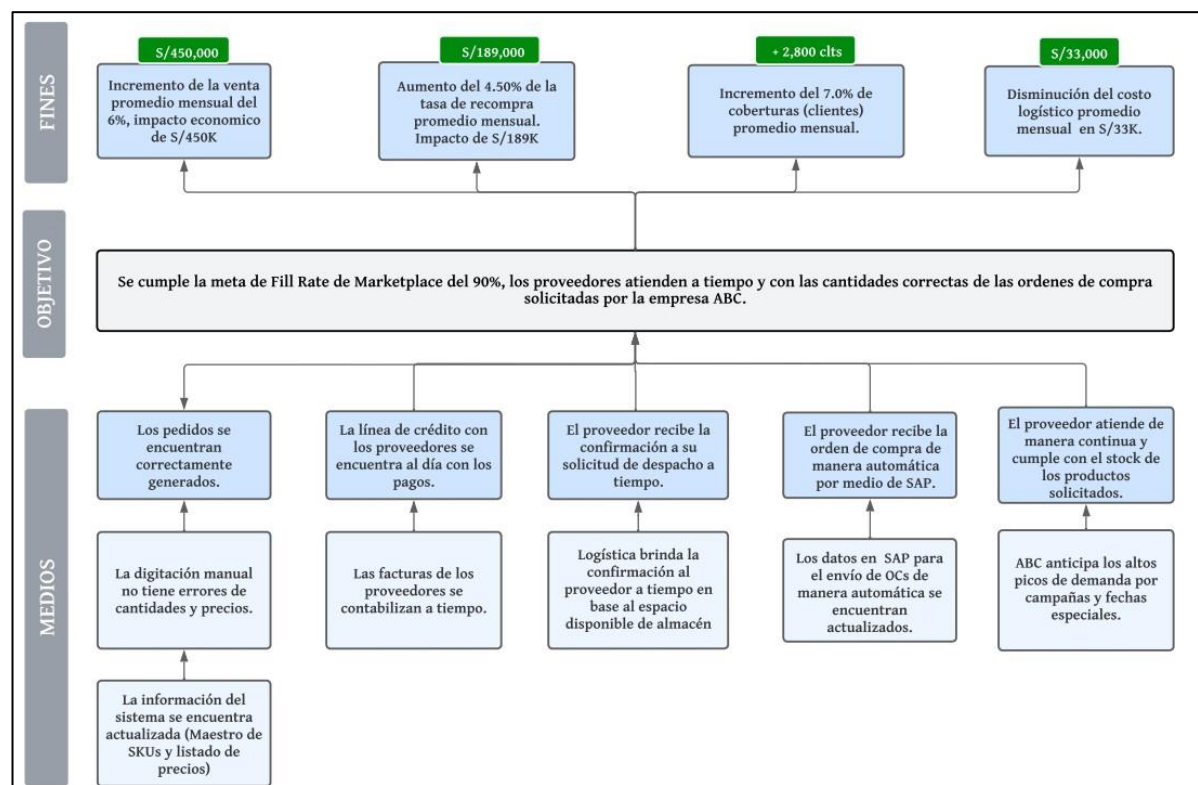 FINES
S/450,000
Incremento de la venta
promedio mensual del
6%, impacto economico
de S/450K
S/189,000
Aumento del 4.50% de la
tasa de recompra
promedio mensual.
Impacto de S/189K
+ 2,800 clts
Incremento del 7.0% de
coberturas (clientes)
promedio mensual.
S/33,000
Disminución del costo
logístico promedio
mensual en S/33K.
OBJETIVO
Se cumple la meta de Fill Rate de Marketplace del 90%, los proveedores atienden a tiempo y con las cantidades correctas de las ordenes de compra
solicitadas por la empresa ABC.
MEDIOS
Los pedidos se
encuentran
correctamente
generados.
La línea de crédito con
los proveedores se
encuentra al día con los
pagos.
El proveedor recibe la
confirmación a su
solicitud de despacho a
tiempo.
El proveedor recibe la
orden de compra de
manera automática
por medio de SAP.
El proveedor atiende de
manera continua y
cumple con el stock de
los productos
solicitados.
La digitación manual
no tiene errores de
cantidades y precios.
Las facturas de los
proveedores se
contabilizan a tiempo.
Logística brinda la
confirmación al
proveedor a tiempo en
base al espacio
disponible de almacén
Los datos en SAP para
el envío de OCs de
manera automática se
encuentran
actualizados.
ABC anticipa los altos
picos de demanda por
campañas y fechas
especiales.
La información del
sistema se encuentra
actualizada (Maestro de
SKUs y listado de
precios)